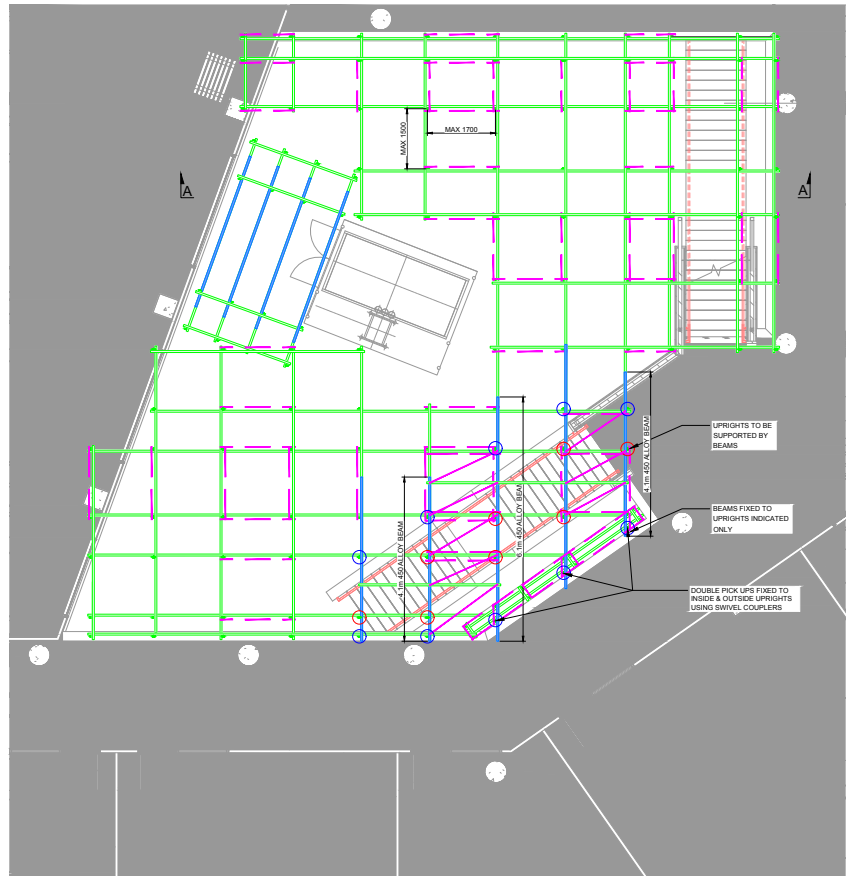 MAX 1700
MAX 1500
A
A
4.1m 450 ALLOY BEAM
UPRIGHTS TO BE
SUPPORTED BY
BEAMS
6.1m 450 ALLOY BEAM
4.1m 450 ALLOY BEAM
BEAMS FIXED TO
UPRIGHTS INDICATED
ONLY
DOUBLE PICK UPS FIXED TO
INSIDE & OUTSIDE UPRIGHTS
USING SWIVEL COUPLERS